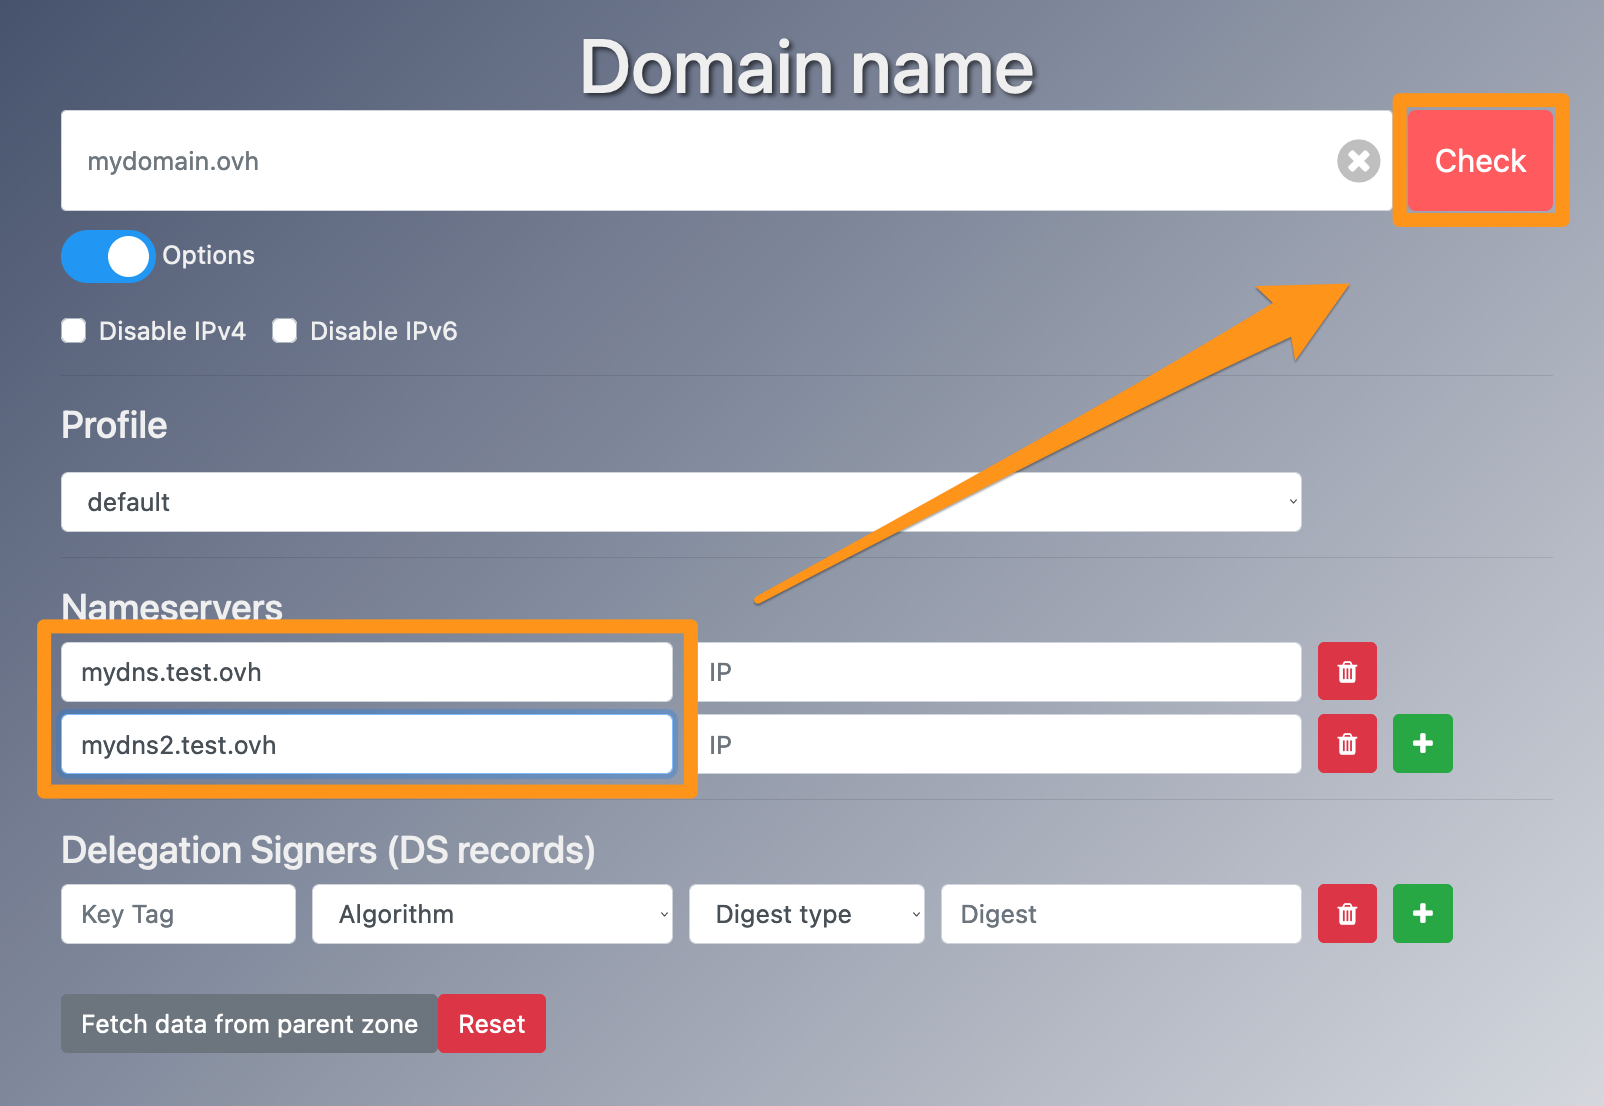 Domain name
mydomain.ovh
Check
Options
Disable IPv4 Disable IPv6
Profile
default
Nameservers
mydns.test.ovh IP
mydns2.test.ovh IP
Delegation Signers (DS records)
Key Tag Algorithm Digest type Digest
Fetch data from parent zone Reset